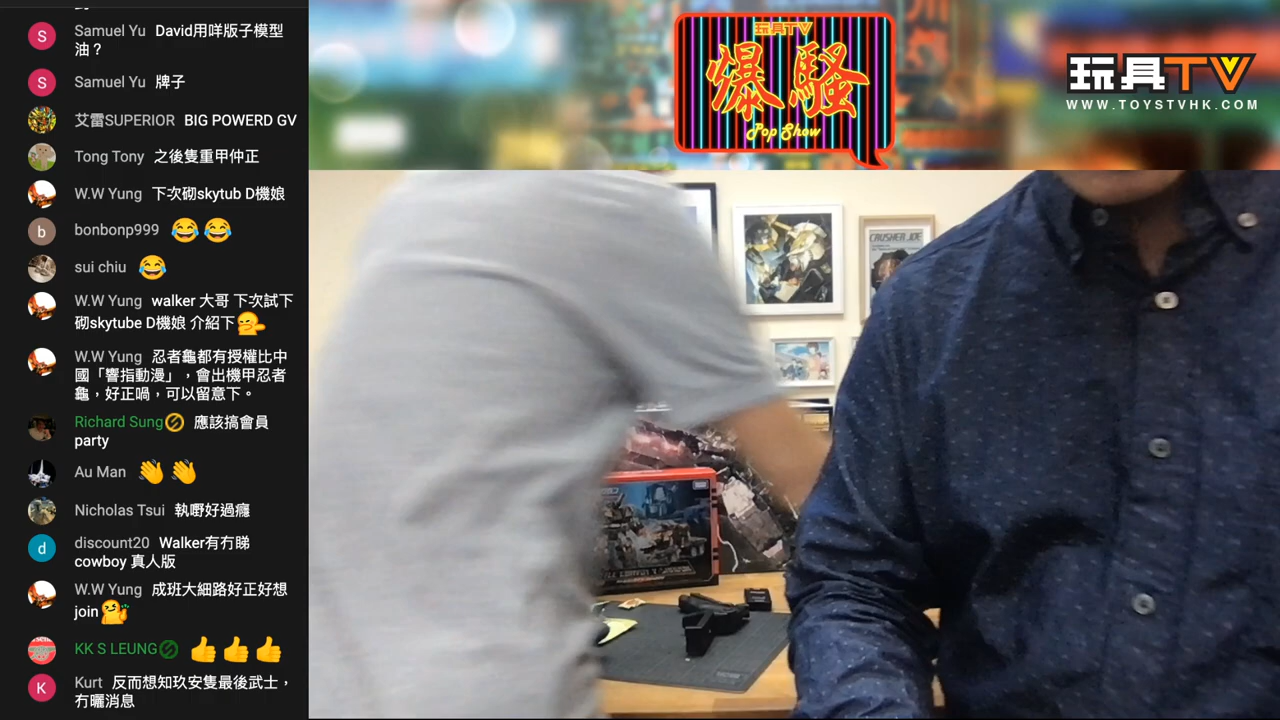 Samuel Yu David用咩版子模型
油？
Samuel Yu 牌子
艾雷SUPERIOR BIG POWERD GV
Tong Tony 之後隻重甲仲正
W.W Yung 下次砌skytub D機娘
bonbonp999
sui chiu
W.W Yung walker 大哥 下次試下
砌skytube D機娘 介紹下
W.W Yung 忍者龜都有授權比中
國「響指動漫」，會出機甲忍者
龜，好正喎，可以留意下。
Richard Sung 應該搞會員
party
Au Man
Nicholas Tsui 執嘢好過癮
discount20 Walker有冇睇
cowboy 真人版
W.W Yung 成班大細路好正好想
join
KK S LEUNG
Kurt 反而想知玖安隻最後武士，
冇曬消息
玩具TV
爆騷
Pop Show
玩具TV
WWW.TOYSTVHK.COM
CRUSHER JOE